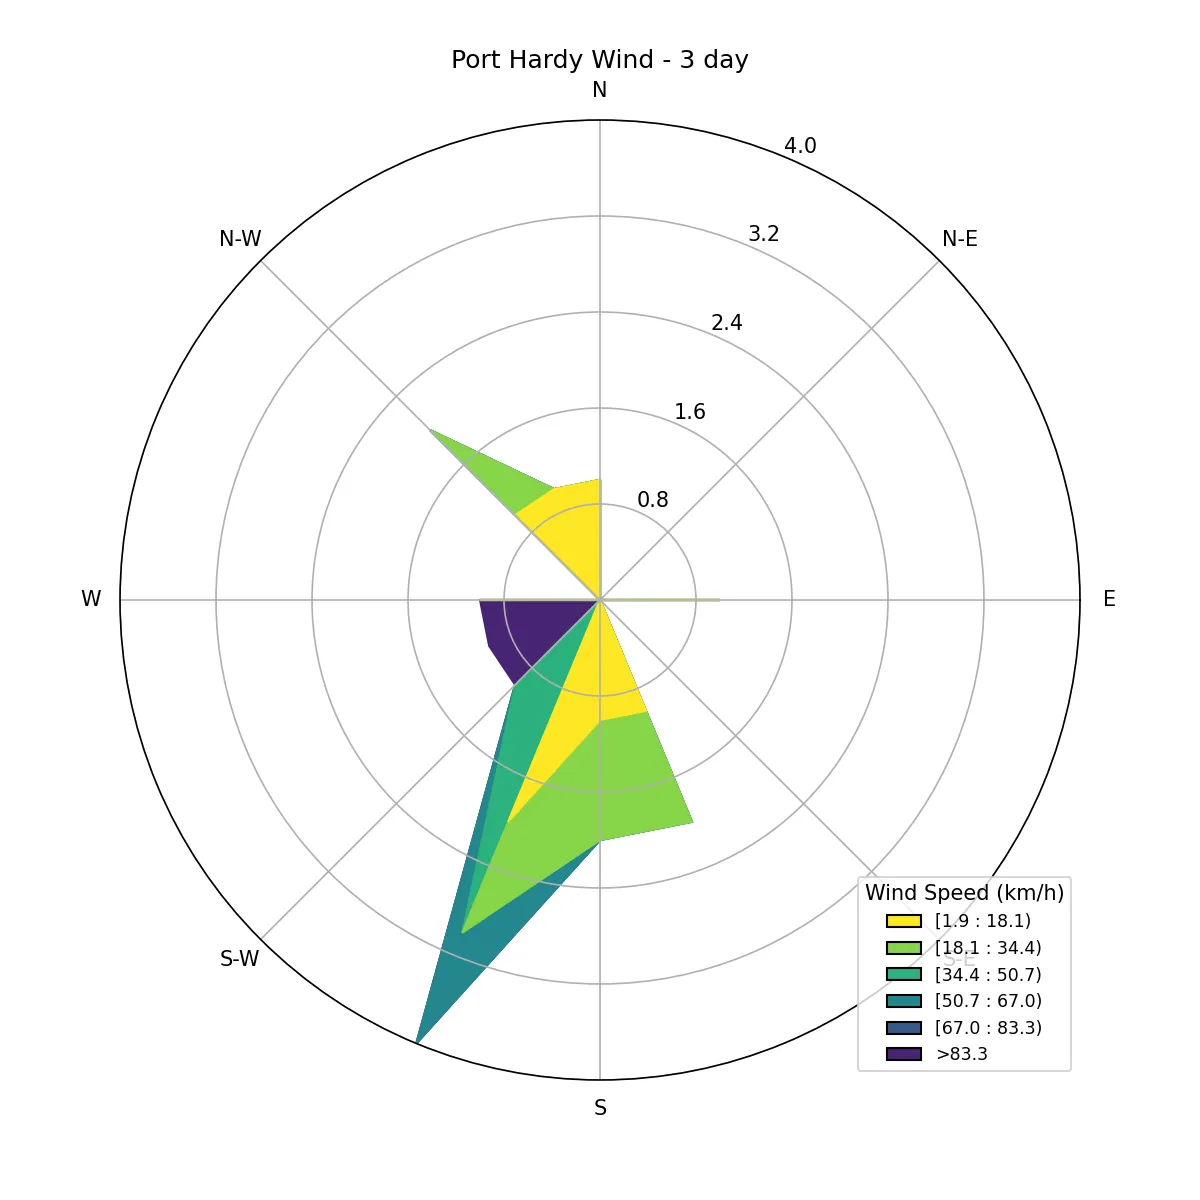 Port Hardy Wind - 3 day
N
4.0
N-W
N-E
3.2
2.4
1.6
0.8
W
E
S-W
S-E
S
Wind Speed (km/h)
[1.9 : 18.1)
[18.1 : 34.4)
[34.4 : 50.7)
[50.7 : 67.0)
[67.0 : 83.3)
>83.3